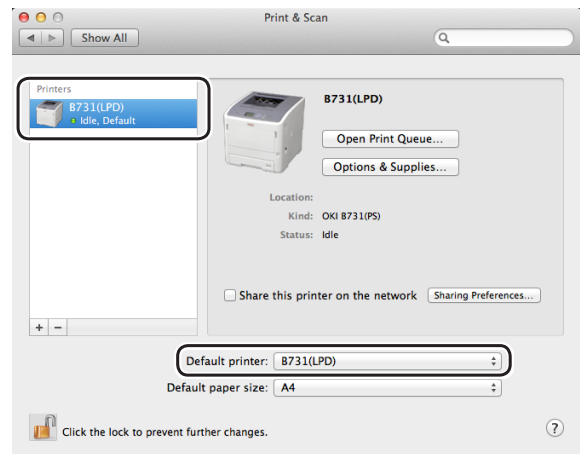 Print & Scan
Show All
Printers
B731(LPD)
Idle, Default
B731(LPD)
Open Print Queue...
Options & Supplies...
Location:
Kind: OKI B731(PS)
Status: Idle
Share this printer on the network Sharing Preferences...
+ −
Default printer: B731(LPD)
Default paper size: A4
Click the lock to prevent further changes. ?